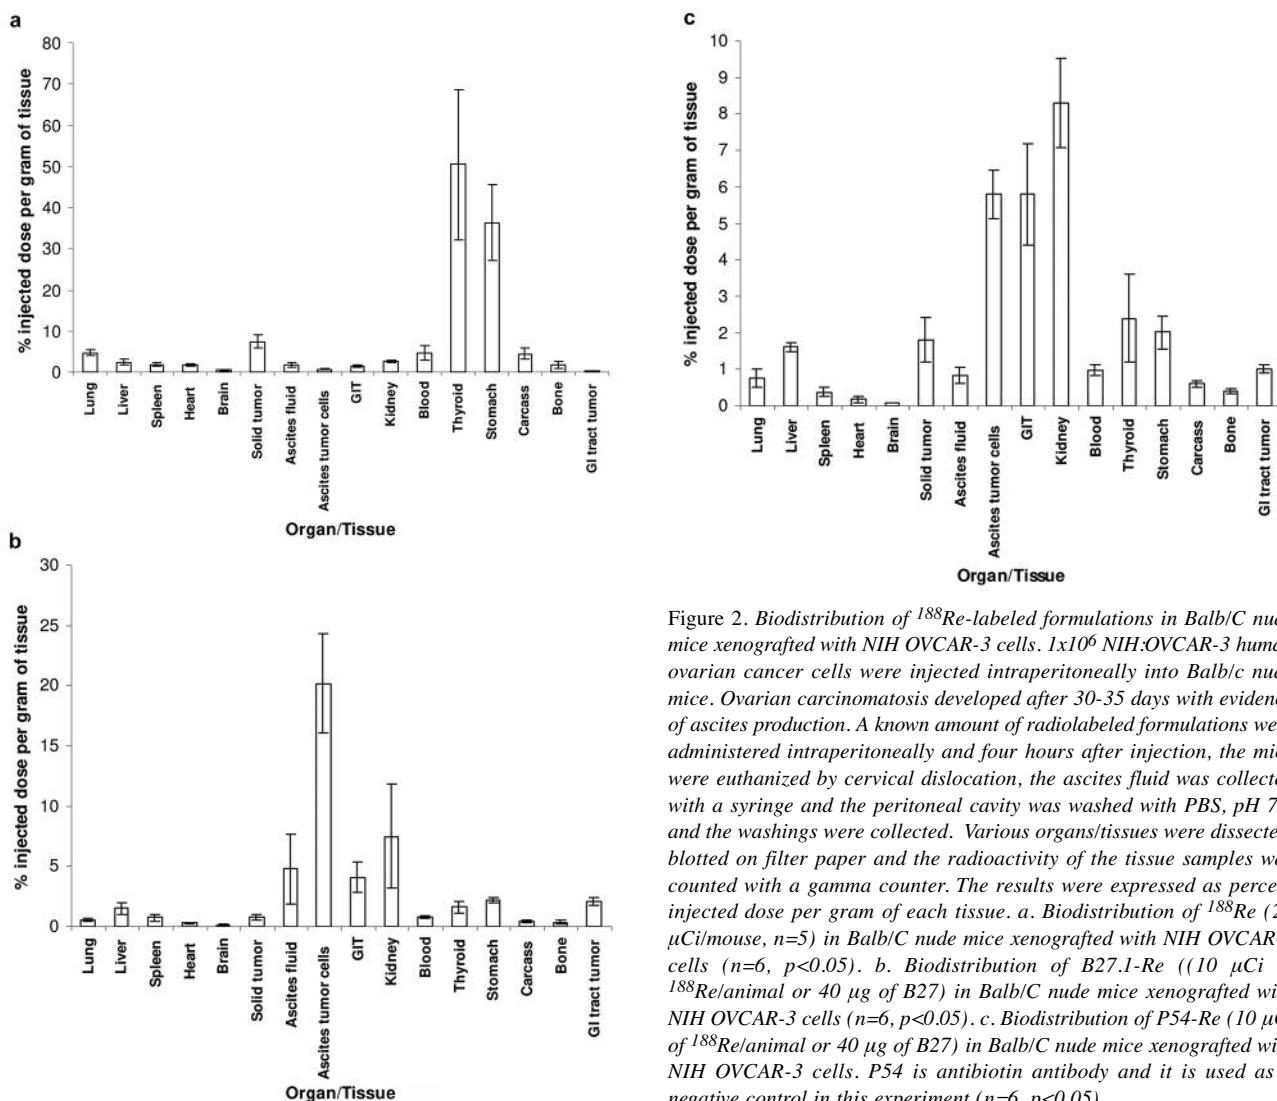 a
80
70
60
50
40
30
20
10
0
% injected dose per gram of tissue
Lung
Liver
Spleen
Heart
Brain
Solid tumor
Ascites fluid
Ascites tumor cells
GIT
Kidney
Blood
Thyroid
Stomach
Carcass
Bone
GI tract tumor
Organ/Tissue
b
30
25
20
15
10
5
0
% injected dose per gram of tissue
Lung
Liver
Spleen
Heart
Brain
Solid tumor
Ascites fluid
Ascites tumor cells
GIT
Kidney
Blood
Thyroid
Stomach
Carcass
Bone
GI tract tumor
Organ/Tissue
c
10
9
8
7
6
5
4
3
2
1
0
% injected dose per gram of tissue
Lung
Liver
Spleen
Heart
Brain
Solid tumor
Ascites fluid
Ascites tumor cells
GIT
Kidney
Blood
Thyroid
Stomach
Carcass
Bone
GI tract tumor
Organ/Tissue
Figure 2. Biodistribution of ¹⁸⁸Re-labeled formulations in Balb/C
mice xenografted with NIH OVCAR-3 cells. 1x10⁶ NIH:OVCAR-3
ovarian cancer cells were injected intraperitoneally into Balb/c
mice. Ovarian carcinomatosis developed after 30-35 days with
of ascites production. A known amount of radiolabeled formulations
administered intraperitoneally and four hours after injection, the
were euthanized by cervical dislocation, the ascites fluid was
with a syringe and the peritoneal cavity was washed with PBS, pH
and the washings were collected. Various organs/tissues were
blotted on filter paper and the radioactivity of the tissue samples
counted with a gamma counter. The results were expressed as
injected dose per gram of each tissue. a. Biodistribution of ¹⁸⁸Re
μCi/mouse, n=5) in Balb/C nude mice xenografted with NIH
cells (n=6, p<0.05). b. Biodistribution of B27.1-Re ((10 μCi
¹⁸⁸Re/animal or 40 μg of B27) in Balb/C nude mice xenografted
NIH OVCAR-3 cells (n=6, p<0.05). c. Biodistribution of P54-Re (10
of ¹⁸⁸Re/animal or 40 μg of B27) in Balb/C nude mice xenografted
NIH OVCAR-3 cells. P54 is antibiotin antibody and it is used as
negative control in this experiment (n=6, p<0.05)